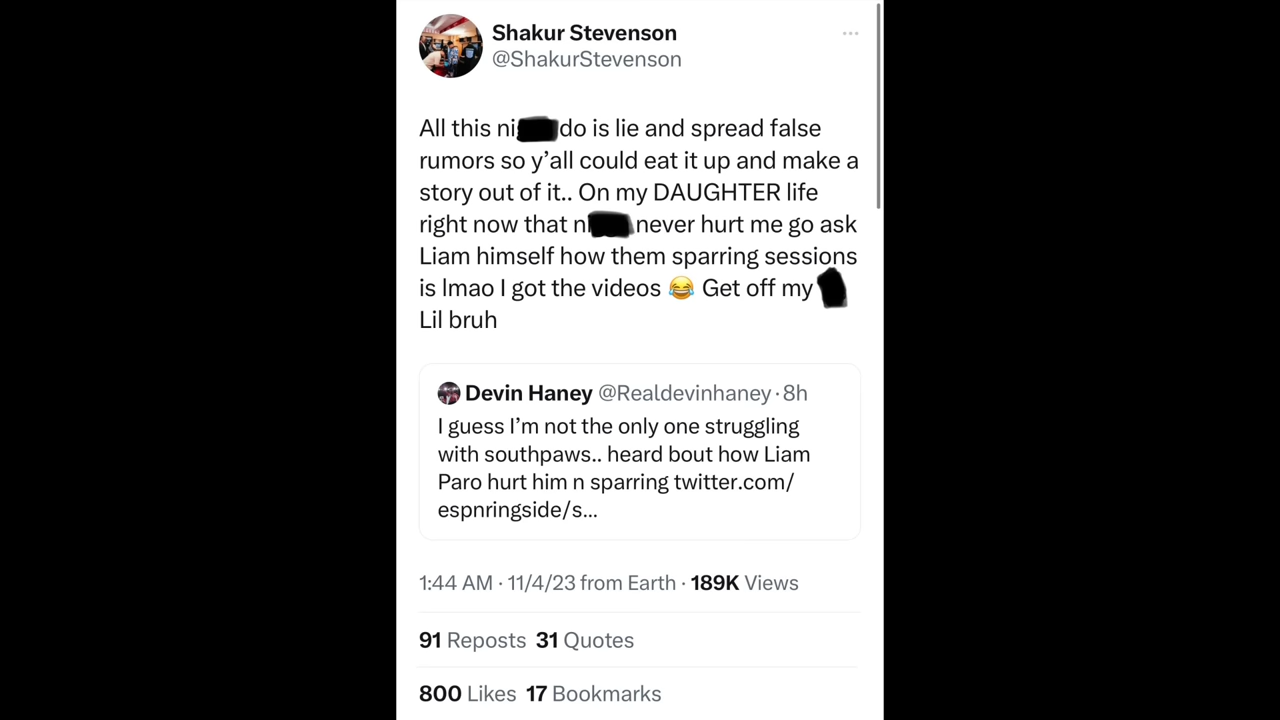 Shakur Stevenson
@ShakurStevenson
All this ni do is lie and spread false
rumors so y'all could eat it up and make a
story out of it.. On my DAUGHTER life
right now that n never hurt me go ask
Liam himself how them sparring sessions
is lmao I got the videos 😂 Get off my
Lil bruh
Devin Haney @Realdevinhaney · 8h
I guess I'm not the only one struggling
with southpaws.. heard bout how Liam
Paro hurt him n sparring twitter.com/
espnringside/s...
1:44 AM · 11/4/23 from Earth · 189K Views
91 Reposts 31 Quotes
800 Likes 17 Bookmarks